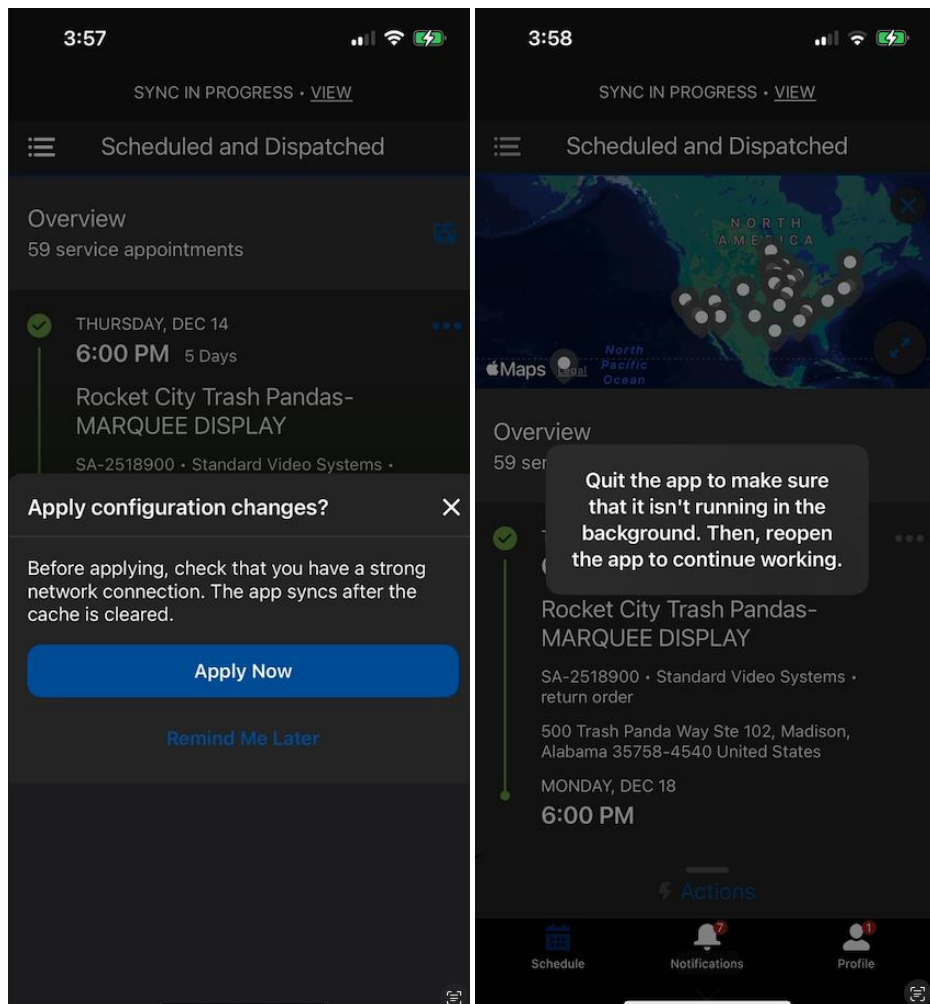 3:57
SYNC IN PROGRESS • VIEW
Scheduled and Dispatched
Overview
59 service appointments
THURSDAY, DEC 14
6:00 PM 5 Days
Rocket City Trash Pandas-
MARQUEE DISPLAY
SA-2518900 • Standard Video Systems •
Apply configuration changes?
Before applying, check that you have a strong
network connection. The app syncs after the
cache is cleared.
Apply Now
Remind Me Later
3:58
SYNC IN PROGRESS • VIEW
Scheduled and Dispatched
NORTH
AMERICA
North
Pacific
Ocean
Maps
Legal
Overview
59 ser
Quit the app to make sure
that it isn't running in the
background. Then, reopen
the app to continue working.
Rocket City Trash Pandas-
MARQUEE DISPLAY
SA-2518900 • Standard Video Systems •
return order
500 Trash Panda Way Ste 102, Madison,
Alabama 35758-4540 United States
MONDAY, DEC 18
6:00 PM
Actions
7
1
Schedule
Notifications
Profile